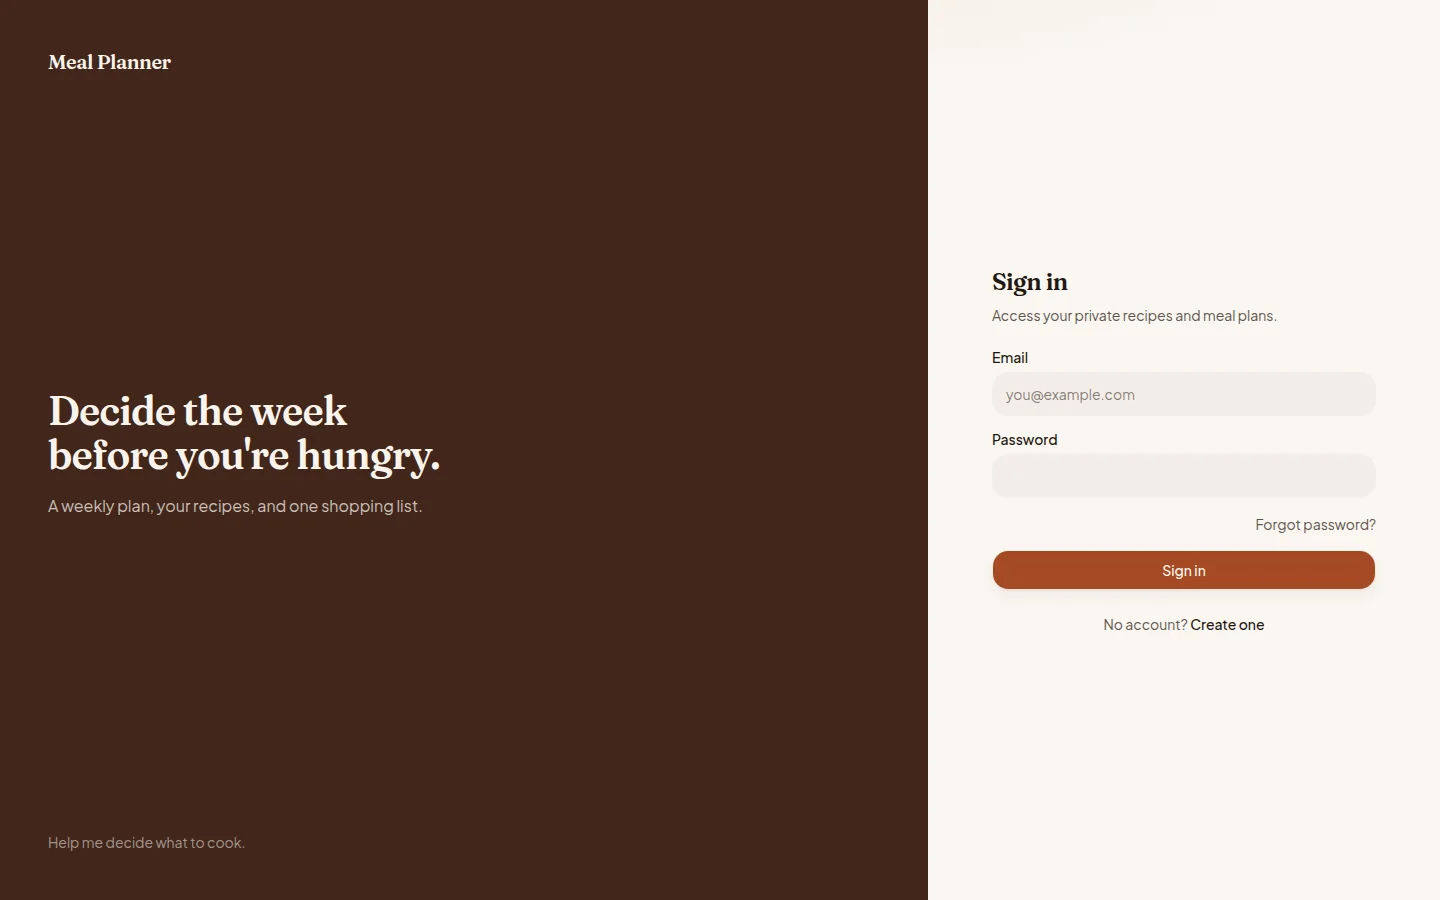 Meal Planner
Decide the week
before you're hungry.
A weekly plan, your recipes, and one shopping list.
Help me decide what to cook.
Sign in
Access your private recipes and meal plans.
Email
you@example.com
Password
Forgot password?
Sign in
No account? Create one